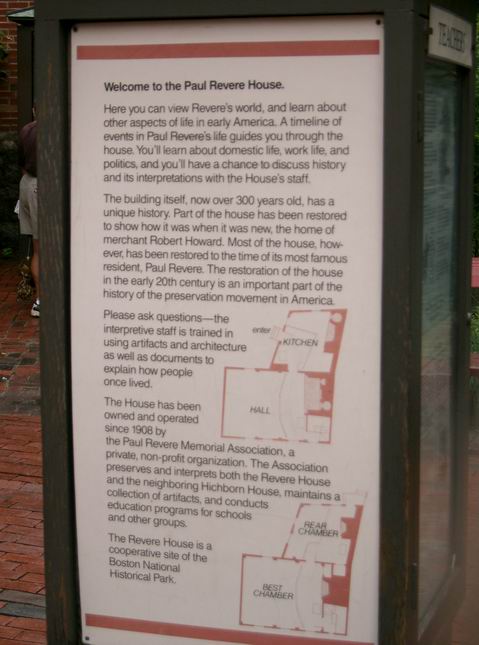 TEACHERS
Welcome to the Paul Revere House.
Here you can view Revere's world, and learn about
other aspects of life in early America. A timeline of
events in Paul Revere's life guides you through the
house. You'll learn about domestic life, work life, and
politics, and you'll have a chance to discuss history
and its interpretations with the House's staff.
The building itself, now over 300 years old, has a
unique history. Part of the house has been restored
to show how it was when it was new, the home of
merchant Robert Howard. Most of the house, how-
ever, has been restored to the time of its most famous
resident, Paul Revere. The restoration of the house
in the early 20th century is an important part of the
history of the preservation movement in America.
Please ask questions—the
interpretive staff is trained in
using artifacts and architecture
as well as documents to
explain how people
once lived.
enter
KITCHEN
HALL
The House has been
owned and operated
since 1908 by
the Paul Revere Memorial Association, a
private, non-profit organization. The Association
preserves and interprets both the Revere House
and the neighboring Hichborn House, maintains a
collection of artifacts, and conducts
education programs for schools
and other groups.
REAR
CHAMBER
The Revere House is a
cooperative site of the
Boston National
Historical Park.
BEST
CHAMBER